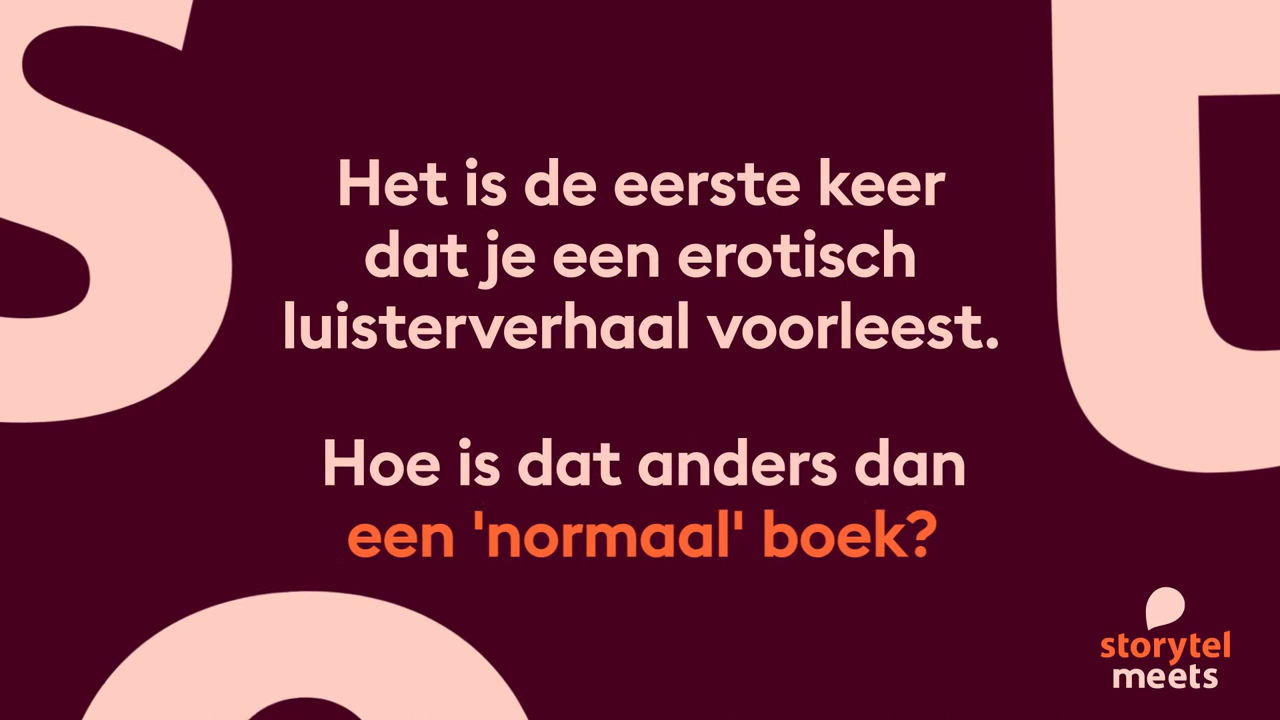 Het is de eerste keer
dat je een erotisch
luisterverhaal voorleest.
Hoe is dat anders dan
een 'normaal' boek?
storytel
meets